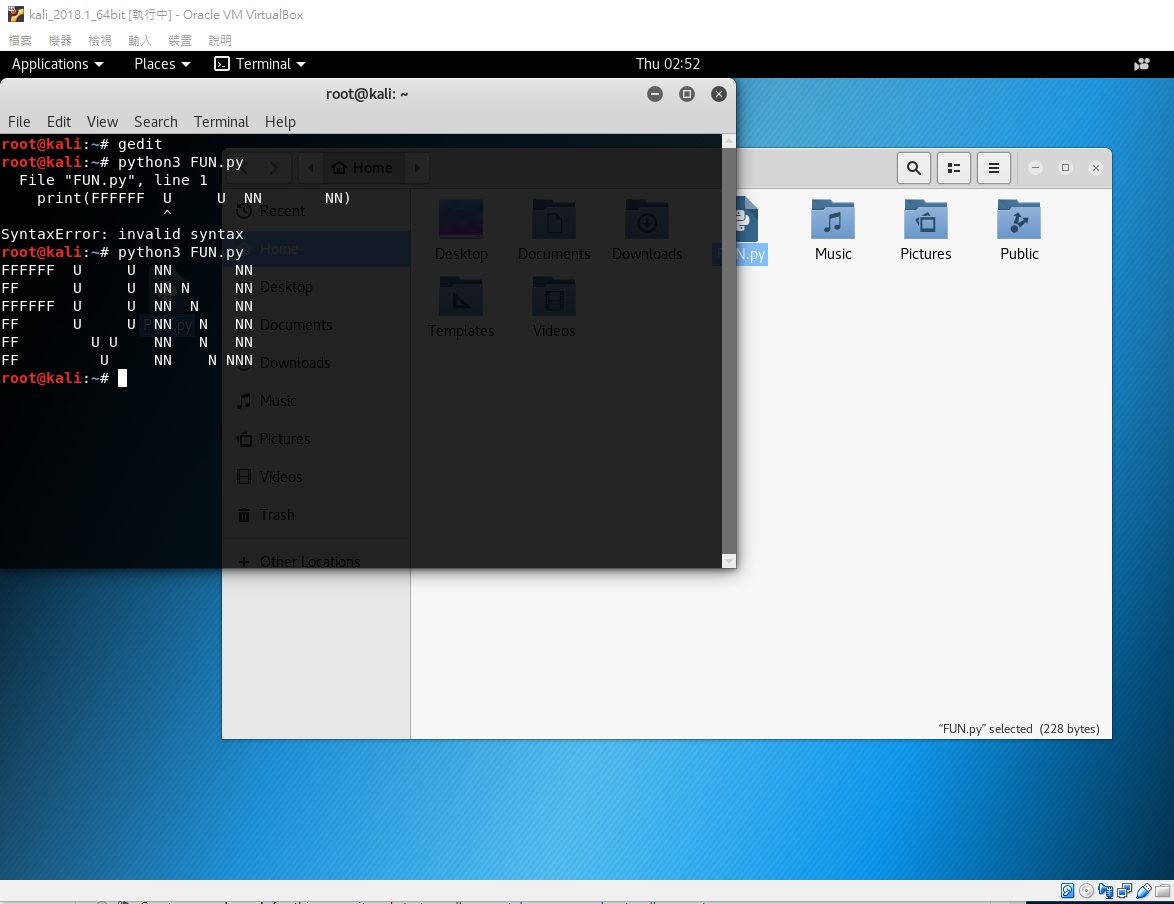 kali_2018.1_64bit [執行中] - Oracle VM VirtualBox
檔案 機器 檢視 輸入 裝置 說明
Applications Places Terminal Thu 02:52
root@kali: ~
File Edit View Search Terminal Help
root@kali:~# gedit
root@kali:~# python3 FUN.py
  File "FUN.py", line 1
    print(FFFFFF  U     U  NN       NN)
                  ^
SyntaxError: invalid syntax
root@kali:~# python3 FUN.py
FFFFFF  U     U  NN       NN
FF      U     U  NN N     NN
FFFFFF  U     U  NN  N    NN
FF      U     U  NN   N   NN
FF        U U    NN   N   NN
FF         U     NN    N NNN
root@kali:~#
Home
Recent
Home
Desktop
Documents
Downloads
Music
Pictures
Videos
Trash
Other Locations
Desktop Documents Downloads FUN.py Music Pictures Public
Templates Videos
“FUN.py” selected (228 bytes)